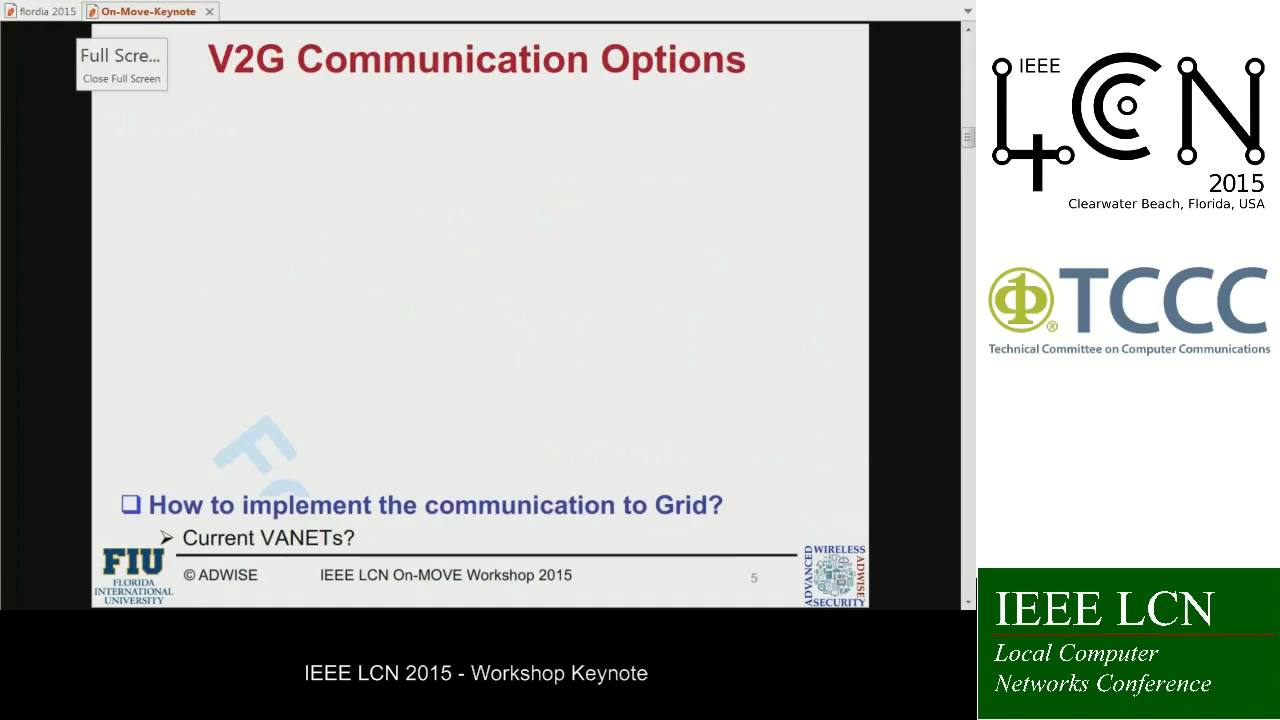 flordia 2015
On-Move-Keynote
Full Scre...
Close Full Screen
V2G Communication Options
How to implement the communication to Grid?
Current VANETs?
FIU
FLORIDA
INTERNATIONAL
UNIVERSITY
© ADWISE
IEEE LCN On-MOVE Workshop 2015
5
ADVANCED
WIRELESS
ADWISE
SECURITY
IEEE LCN 2015 - Workshop Keynote
IEEE
LCN
2015
Clearwater Beach, Florida, USA
TCCC
Technical Committee on Computer Communications
IEEE LCN
Local Computer
Networks Conference